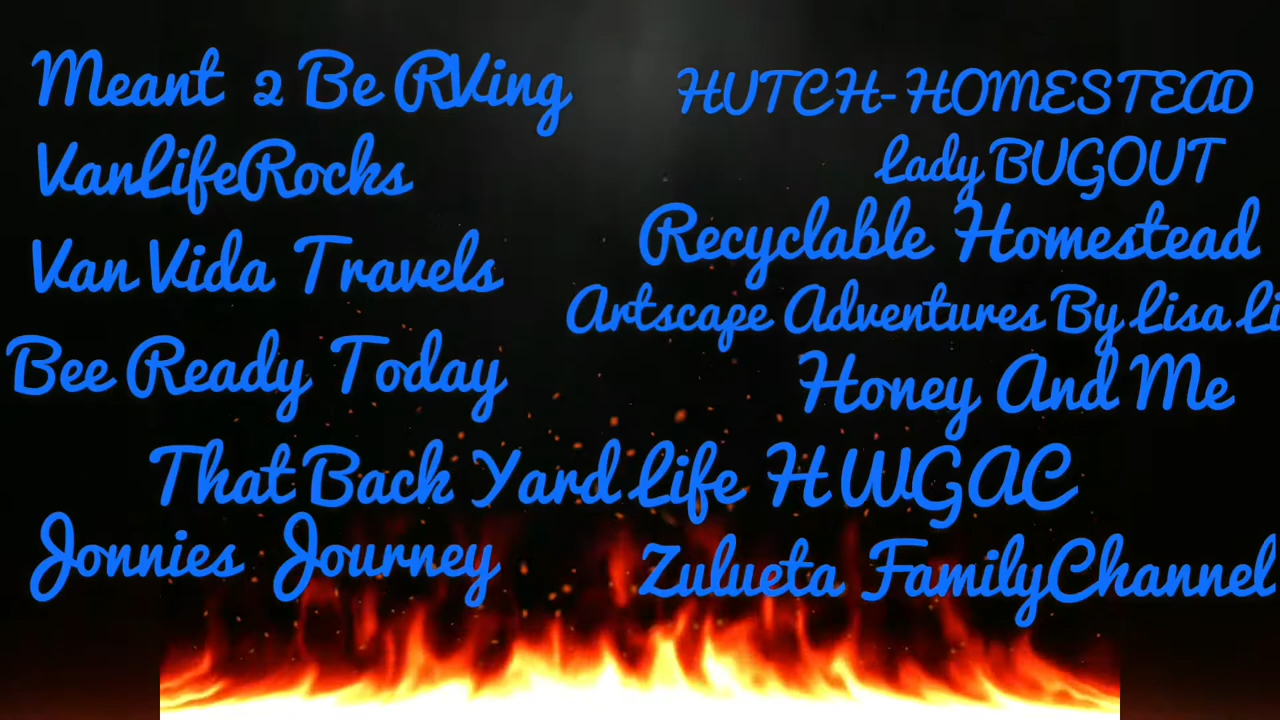 Meant 2 Be RVing
HUTCH-HOMESTEAD
VanLifeRocks
Lady BUGOUT
Van Vida Travels
Recyclable Homestead
Artscape Adventures By Lisa Li
Bee Ready Today
Honey And Me
That Back Yard Life HWGAC
Jonnies Journey
Zulueta FamilyChannel